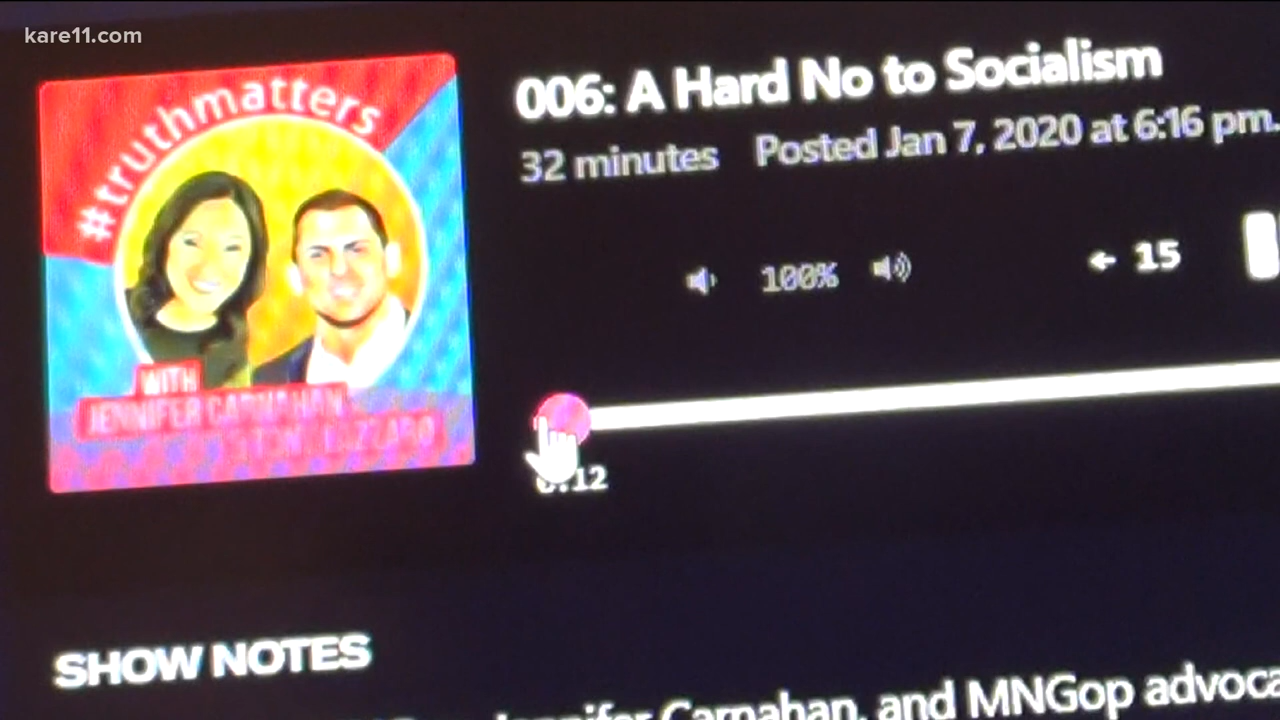 kare11.com
#truthmatters
WITH
JENNIFER CARNAHAN
006: A Hard No to Socialism
32 minutes Posted Jan 7, 2020 at 6:16 pm.
100%
15
:12
SHOW NOTES
Jennifer Carnahan, and MNGop advoca